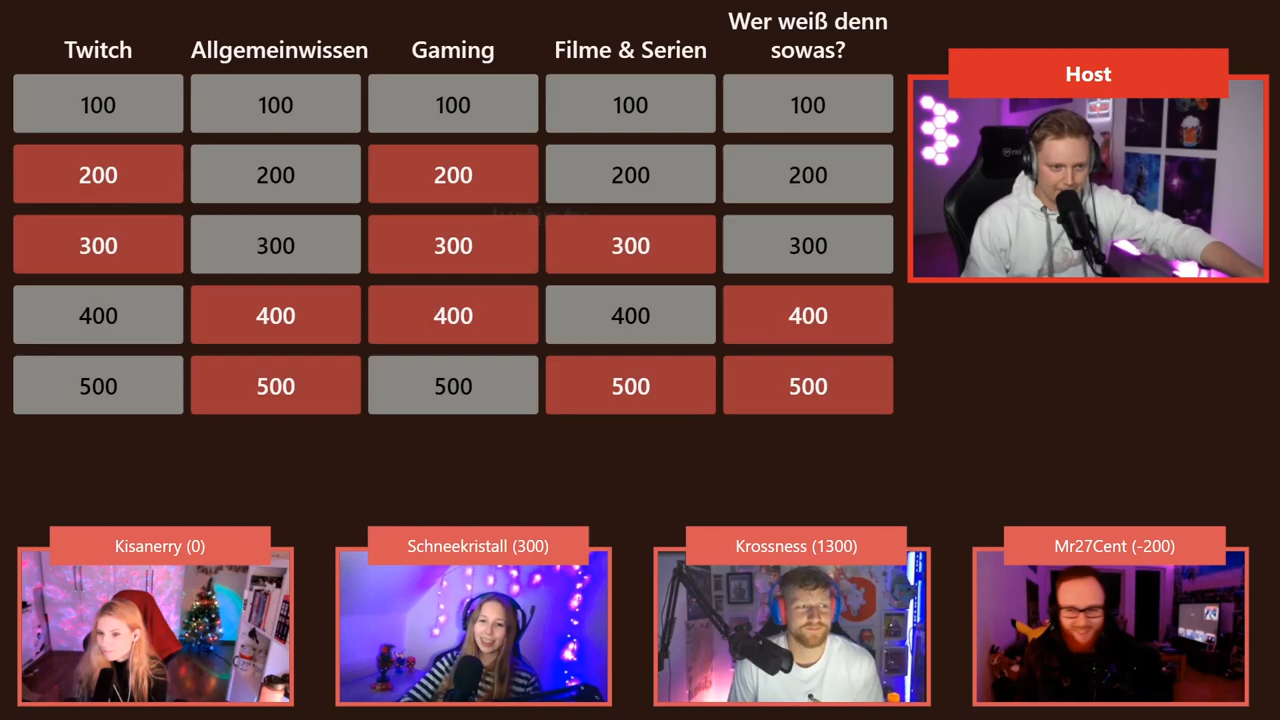 Wer weiß denn
Twitch Allgemeinwissen Gaming Filme & Serien sowas?
Host
100 100 100 100 100
200 200 200 200 200
300 300 300 300 300
400 400 400 400 400
500 500 500 500 500
Kisanerry (0) Schneekristall (300) Krossness (1300) Mr27Cent (-200)